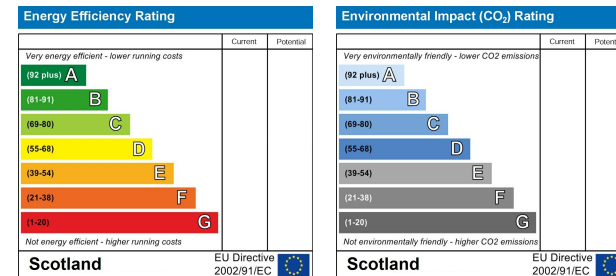 Energy Efficiency Rating
Current Potential
Very energy efficient - lower running costs
(92 plus) A
(81-91) B
(69-80) C
(55-68) D
(39-54) E
(21-38) F
(1-20) G
Not energy efficient - higher running costs
Scotland
EU Directive
2002/91/EC
Environmental Impact (CO₂) Rating
Current Potent
Very environmentally friendly - lower CO2 emissions
(92 plus) A
(81-91) B
(69-80) C
(55-68) D
(39-54) E
(21-38) F
(1-20) G
Not environmentally friendly - higher CO2 emissions
Scotland
EU Directive
2002/91/EC